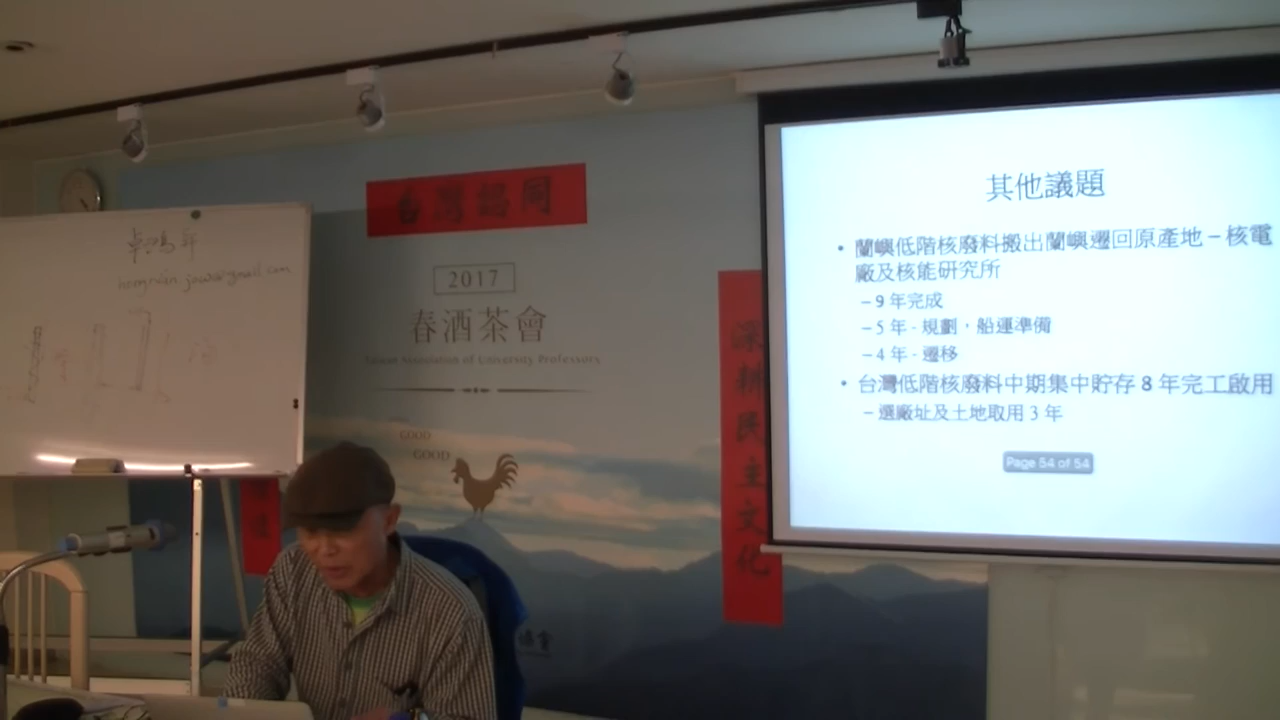 台灣認同
2017
春酒茶會
Taiwan Association of University Professors
GOOD
GOOD
深耕民主文化
其他議題
• 蘭嶼低階核廢料搬出蘭嶼遷回原產地 – 核電
廠及核能研究所
– 9 年完成
– 5 年 - 規劃，船運準備
– 4 年 - 遷移
• 台灣低階核廢料中期集中貯存 8 年完工啟用
– 選廠址及土地取用 3 年
Page 54 of 54